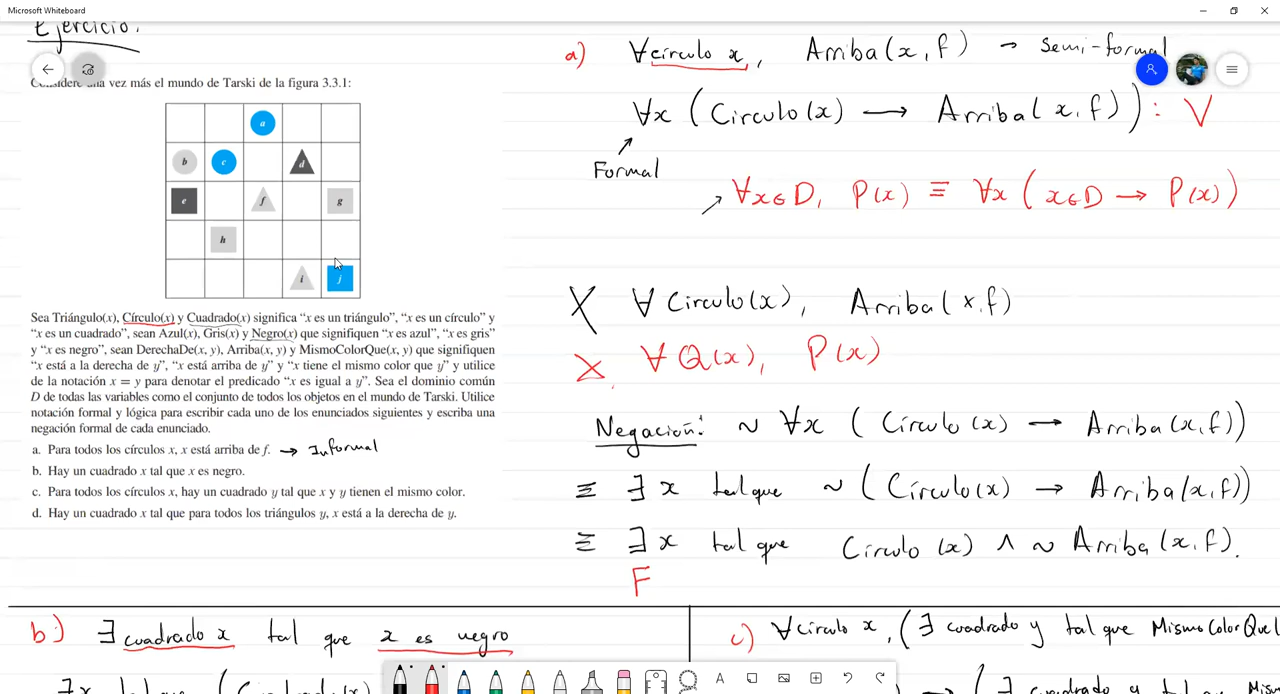 Microsoft Whiteboard
Ejercicio.
Considere una vez más el mundo de Tarski de la figura 3.3.1:
a
b c d
e f g
h
i j
Sea Triángulo(x), Círculo(x) y Cuadrado(x) significa “x es un triángulo”, “x es un círculo” y
“x es un cuadrado”, sean Azul(x), Gris(x) y Negro(x) que signifiquen “x es azul”, “x es gris”
y “x es negro”, sean DerechaDe(x, y), Arriba(x, y) y MismoColorQue(x, y) que signifiquen
“x está a la derecha de y”, “x está arriba de y” y “x tiene el mismo color que y” y utilice
de la notación x = y para denotar el predicado “x es igual a y”. Sea el dominio común
D de todas las variables como el conjunto de todos los objetos en el mundo de Tarski. Utilice
notación formal y lógica para escribir cada uno de los enunciados siguientes y escriba una
negación formal de cada enunciado.
a. Para todos los círculos x, x está arriba de f. → Informal
b. Hay un cuadrado x tal que x es negro.
c. Para todos los círculos x, hay un cuadrado y tal que x y y tienen el mismo color.
d. Hay un cuadrado x tal que para todos los triángulos y, x está a la derecha de y.
a) ∀círculo x, Arriba(x, f) → Semi-formal
∀x (Círculo(x) → Arriba(x, f)) : V
Formal
∀x∈D, P(x) ≡ ∀x (x∈D → P(x))
X ∀ Círculo(x), Arriba(x, f)
X ∀ Q(x), P(x)
Negación: ~ ∀x (Círculo(x) → Arriba(x, f))
≡ ∃ x tal que ~ (Círculo(x) → Arriba(x, f))
≡ ∃ x tal que Círculo(x) ∧ ~ Arriba(x, f).
F
b) ∃ cuadrado x tal que x es negro
∃x tal que (Cuadrado(x)
c) ∀círculo x, (∃ cuadrado y tal que MismoColorQue(
→ (∃ cuadrado y tal que Mismo
A